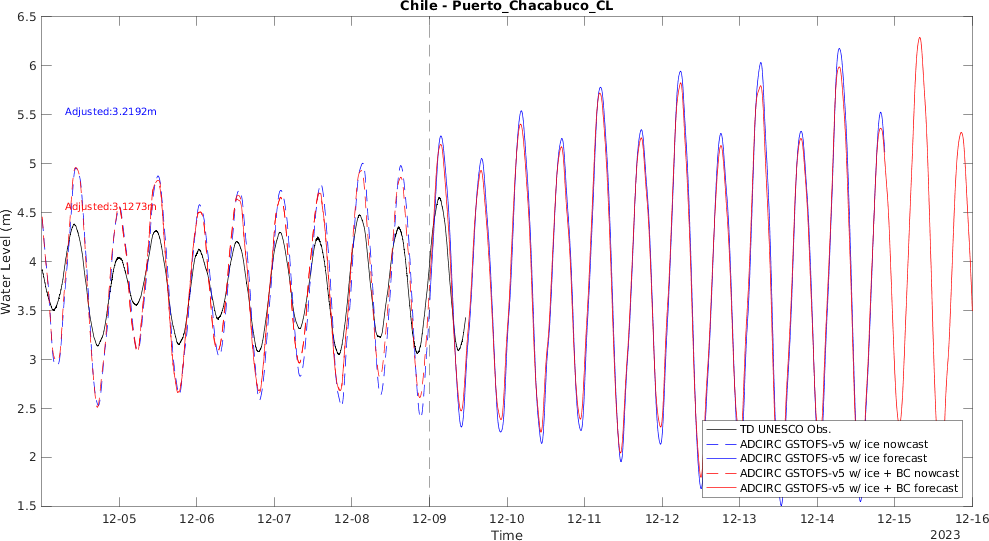 Chile - Puerto_Chacabuco_CL
6.5
6
5.5
5
4.5
4
3.5
3
2.5
2
1.5
Water Level (m)
Adjusted:3.2192m
Adjusted:3.1273m
TD UNESCO Obs.
ADCIRC GSTOFS-v5 w/ ice nowcast
ADCIRC GSTOFS-v5 w/ ice forecast
ADCIRC GSTOFS-v5 w/ ice + BC nowcast
ADCIRC GSTOFS-v5 w/ ice + BC forecast
12-05 12-06 12-07 12-08 12-09 12-10 12-11 12-12 12-13 12-14 12-15 12-16
Time
2023